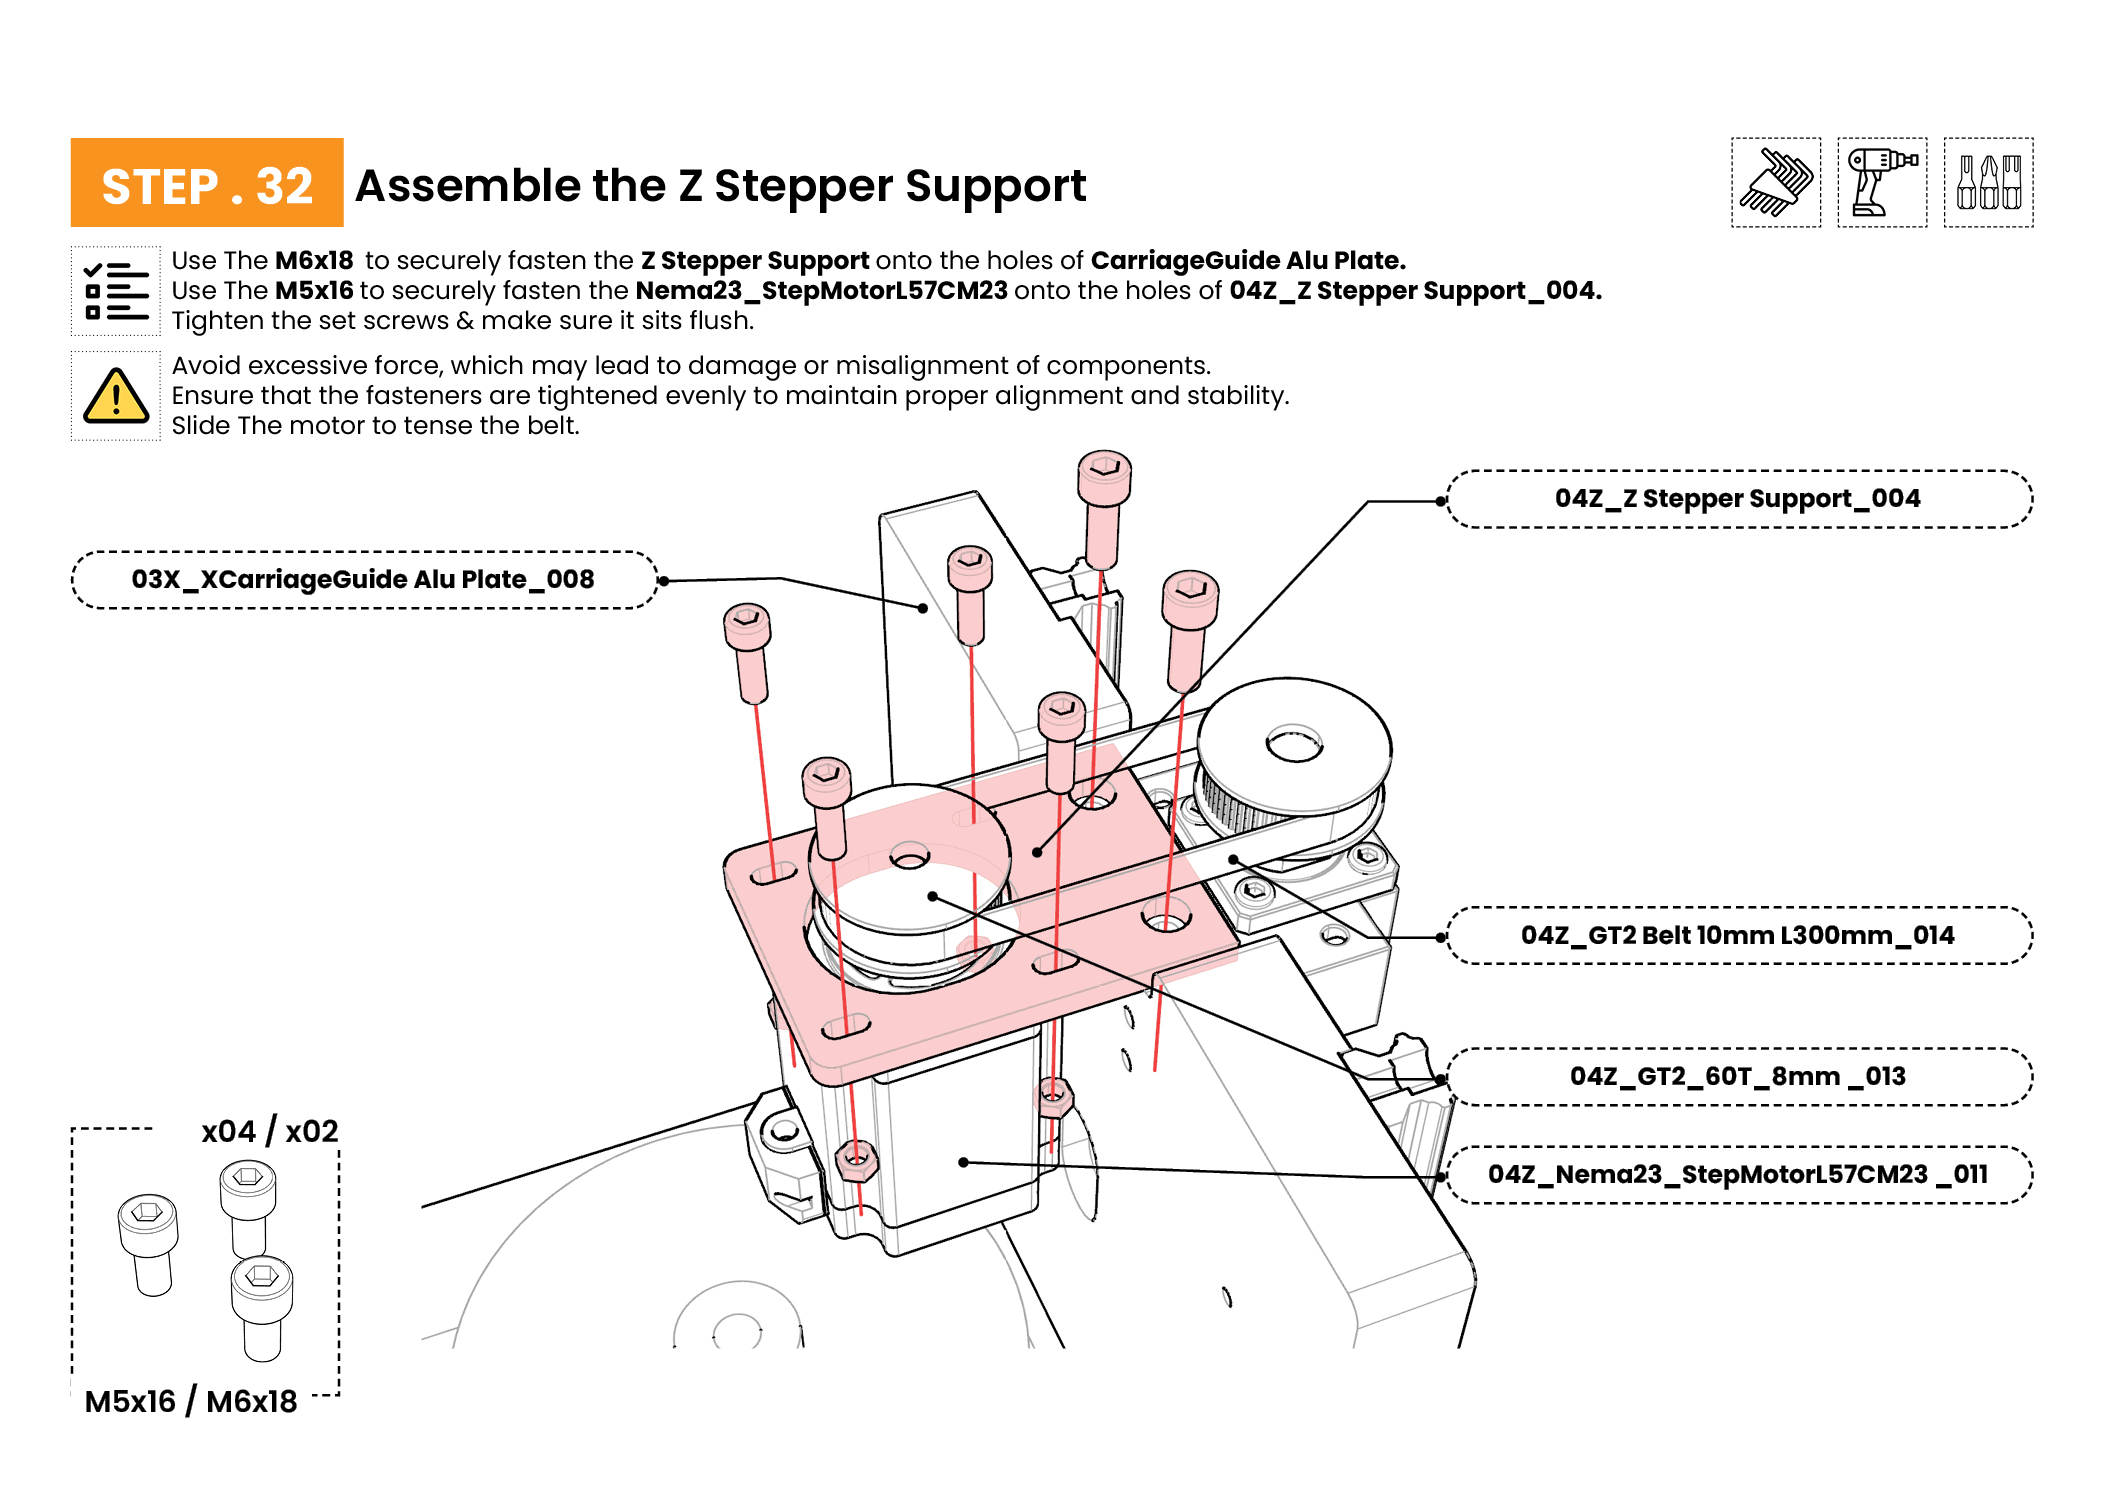 STEP . 32
Assemble the Z Stepper Support
Use The M6x18 to securely fasten the Z Stepper Support onto the holes of CarriageGuide Alu Plate.
Use The M5x16 to securely fasten the Nema23_StepMotorL57CM23 onto the holes of 04Z_Z Stepper Support_004.
Tighten the set screws & make sure it sits flush.
Avoid excessive force, which may lead to damage or misalignment of components.
Ensure that the fasteners are tightened evenly to maintain proper alignment and stability.
Slide The motor to tense the belt.
04Z_Z Stepper Support_004
03X_XCarriageGuide Alu Plate_008
04Z_GT2 Belt 10mm L300mm_014
04Z_GT2_60T_8mm _013
04Z_Nema23_StepMotorL57CM23 _011
x04 / x02
M5x16 / M6x18